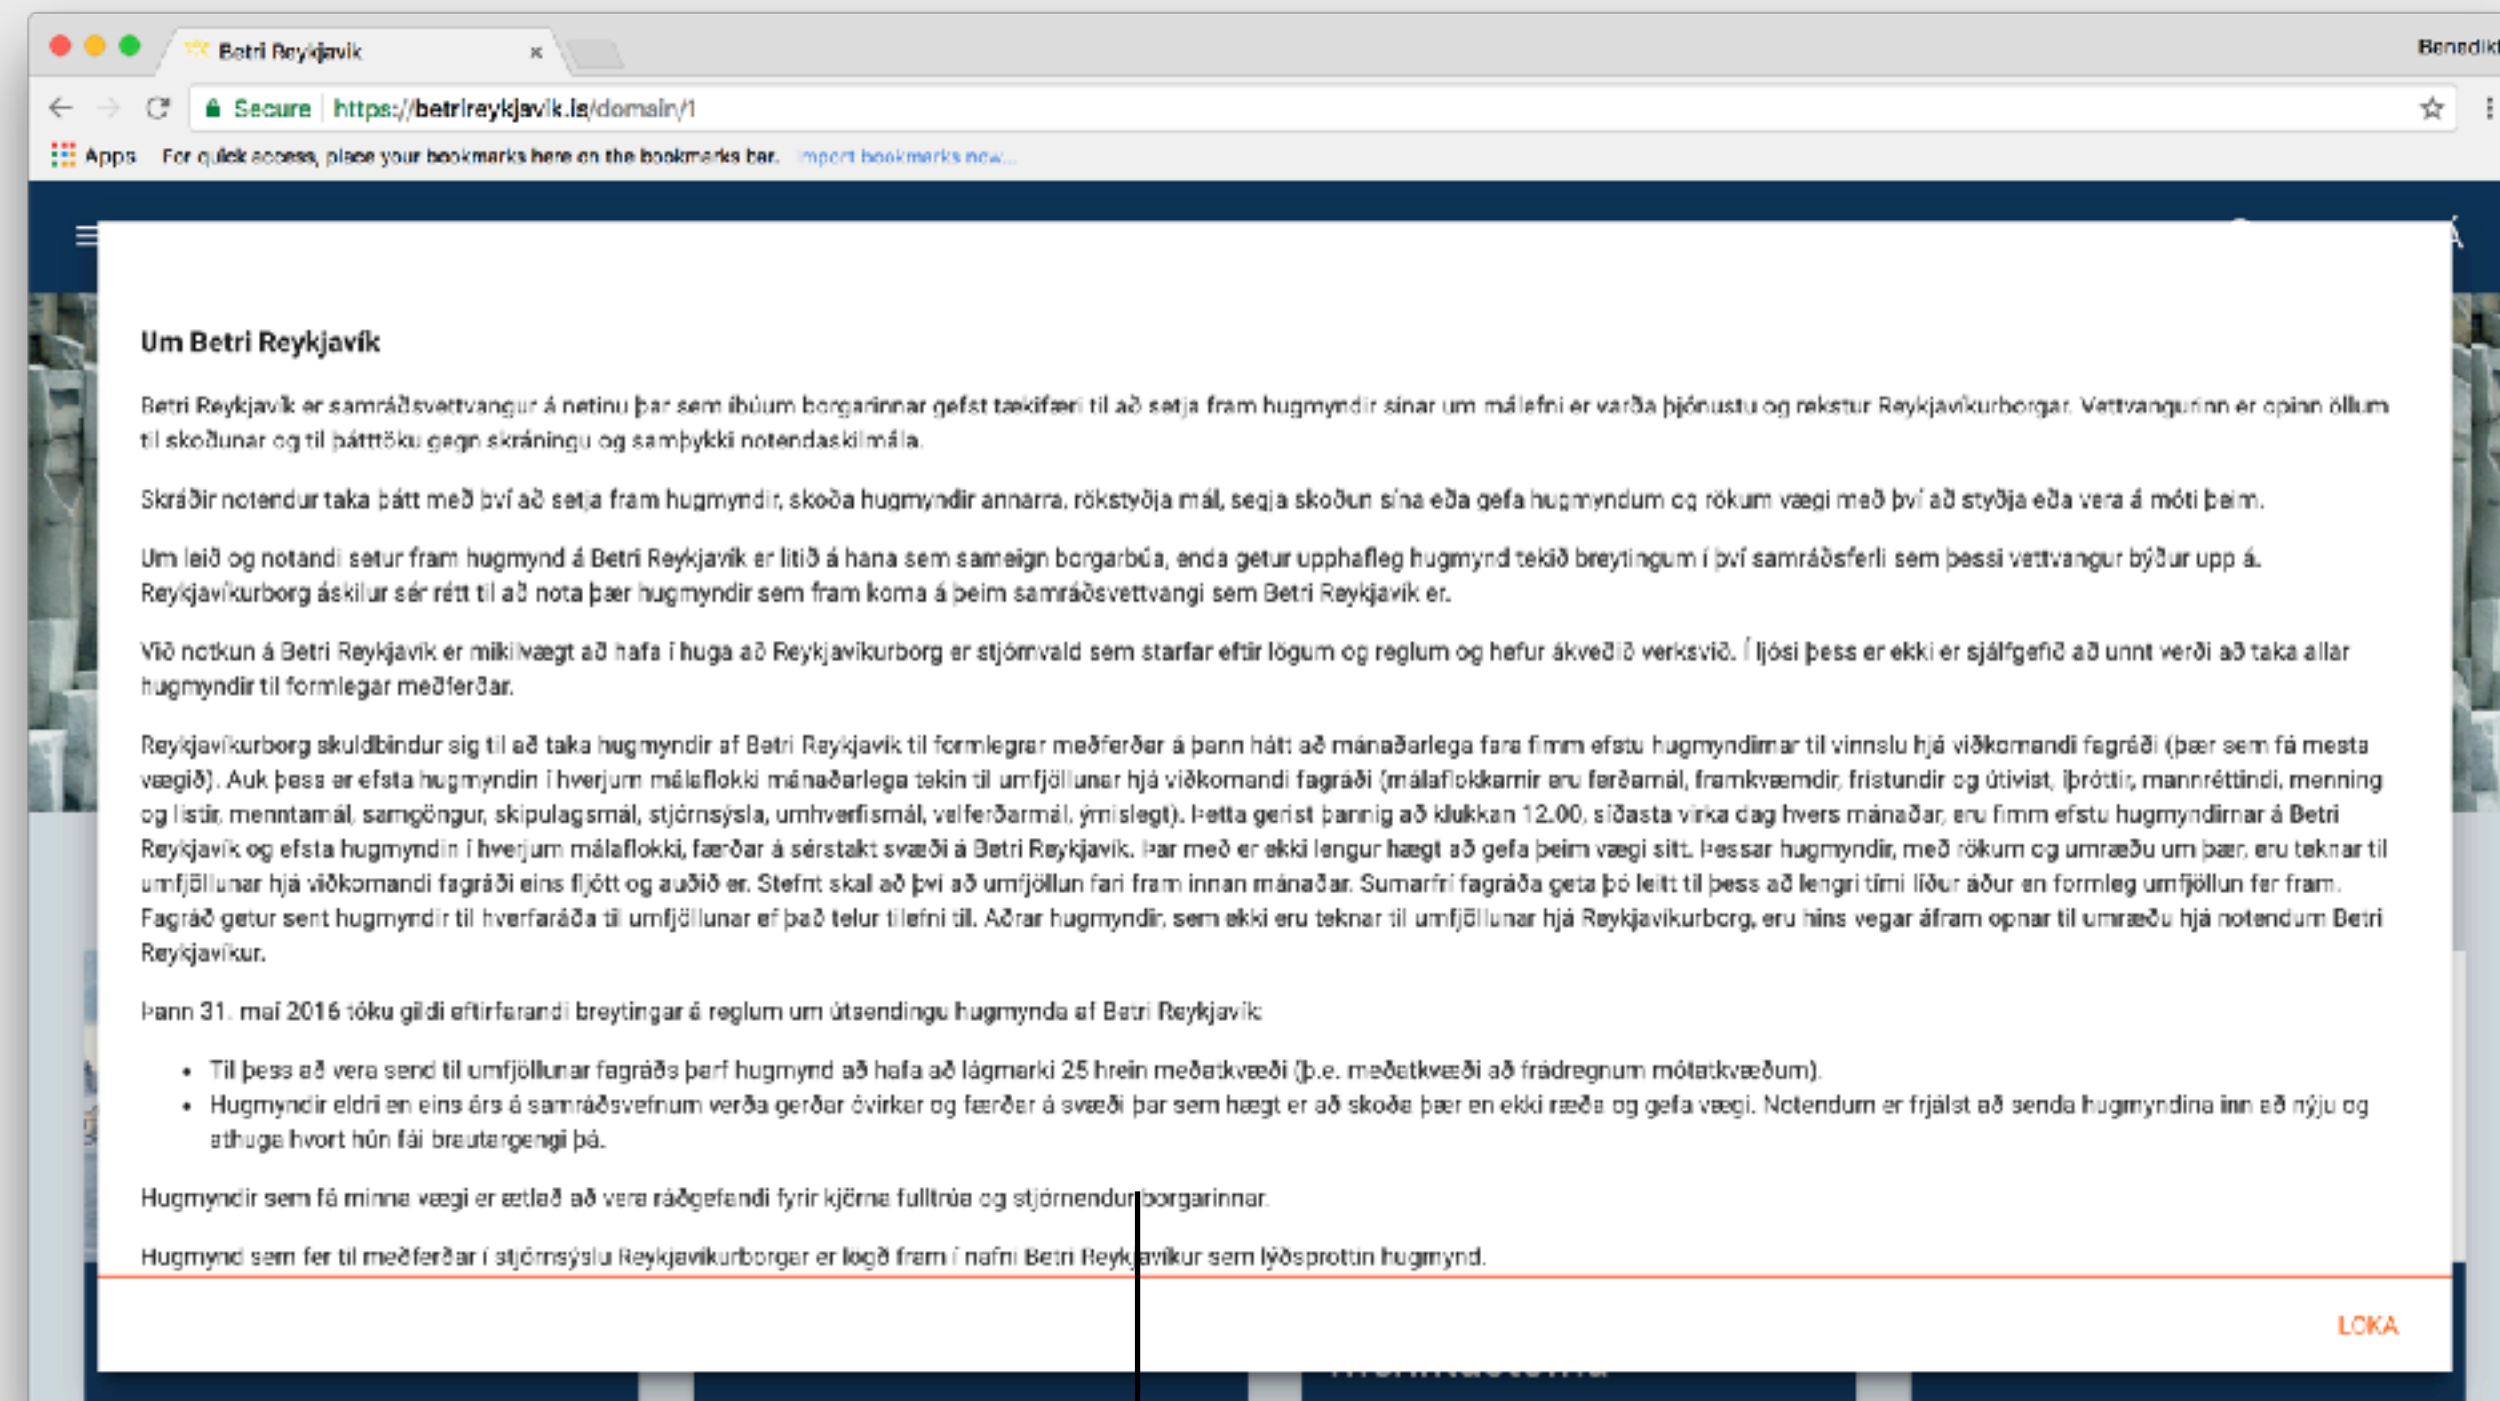 Betri Reykjavik
Benedikt
Secure https://betrireykjavik.is/domain/1
Apps For quick access, place your bookmarks here on the bookmarks bar. Import bookmarks now...
Um Betri Reykjavík
Betri Reykjavík er samráðsvettvangur á netinu þar sem íbúum borgarinnar gefst tækifæri til að setja fram hugmyndir sínar um málefni er varða þjónustu og rekstur Reykjavíkurborgar. Vettvangurinn er opinn öllum
til skoðunar og til þátttöku gegn skráningu og samþykki notendaskilmála.
Skráðir notendur taka þátt með því að setja fram hugmyndir, skoða hugmyndir annarra, rökstyðja mál, segja skoðun sína eða gefa hugmyndum og rökum vægi með því að styðja eða vera á móti þeim.
Um leið og notandi setur fram hugmynd á Betri Reykjavík er litið á hana sem sameign borgarbúa, enda getur upphafleg hugmynd tekið breytingum í því samráðsferli sem þessi vettvangur býður upp á.
Reykjavíkurborg áskilur sér rétt til að nota þær hugmyndir sem fram koma á þeim samráðsvettvangi sem Betri Reykjavík er.
Við notkun á Betri Reykjavík er mikilvægt að hafa í huga að Reykjavíkurborg er stjórnvald sem starfar eftir lögum og reglum og hefur ákveðið verksvið. Í ljósi þess er ekki er sjálfgefið að unnt verði að taka allar
hugmyndir til formlegar meðferðar.
Reykjavíkurborg skuldbindur sig til að taka hugmyndir af Betri Reykjavík til formlegrar meðferðar á þann hátt að mánaðarlega fara fimm efstu hugmyndirnar til vinnslu hjá viðkomandi fagráði (þær sem fá mesta
vægið). Auk þess er efsta hugmyndin í hverjum málaflokki mánaðarlega tekin til umfjöllunar hjá viðkomandi fagráði (málaflokkarnir eru ferðamál, framkvæmdir, frístundir og útivist, íþróttir, mannréttindi, menning
og listir, menntamál, samgöngur, skipulagsmál, stjórnsýsla, umhverfismál, velferðarmál, ýmislegt). Þetta gerist þannig að klukkan 12.00, síðasta virka dag hvers mánaðar, eru fimm efstu hugmyndirnar á Betri
Reykjavík og efsta hugmyndin í hverjum málaflokki, færðar á sérstakt svæði á Betri Reykjavík. Þar með er ekki lengur hægt að gefa þeim vægi sitt. Þessar hugmyndir, með rökum og umræðu um þær, eru teknar til
umfjöllunar hjá viðkomandi fagráði eins fljótt og auðið er. Stefnt skal að því að umfjöllun fari fram innan mánaðar. Sumarfrí fagráða geta þó leitt til þess að lengri tími líður áður en formleg umfjöllun fer fram.
Fagráð getur sent hugmyndir til hverfaráða til umfjöllunar ef það telur tilefni til. Aðrar hugmyndir, sem ekki eru teknar til umfjöllunar hjá Reykjavíkurborg, eru hins vegar áfram opnar til umræðu hjá notendum Betri
Reykjavíkur.
Þann 31. maí 2016 tóku gildi eftirfarandi breytingar á reglum um útsendingu hugmynda af Betri Reykjavík:
• Til þess að vera send til umfjöllunar fagráðs þarf hugmynd að hafa að lágmarki 25 hrein meðatkvæði (þ.e. meðatkvæði að frádregnum mótatkvæðum).
• Hugmyndir eldri en eins árs á samráðsvefnum verða gerðar óvirkar og færðar á svæði þar sem hægt er að skoða þær en ekki ræða og gefa vægi. Notendum er frjálst að senda hugmyndina inn að nýju og
athuga hvort hún fái brautargengi þá.
Hugmyndir sem fá minna vægi er ætlað að vera ráðgefandi fyrir kjörna fulltrúa og stjórnendur borgarinnar.
Hugmynd sem fer til meðferðar í stjórnsýslu Reykjavíkurborgar er lögð fram í nafni Betri Reykjavíkur sem lýðsprottin hugmynd.
LOKA